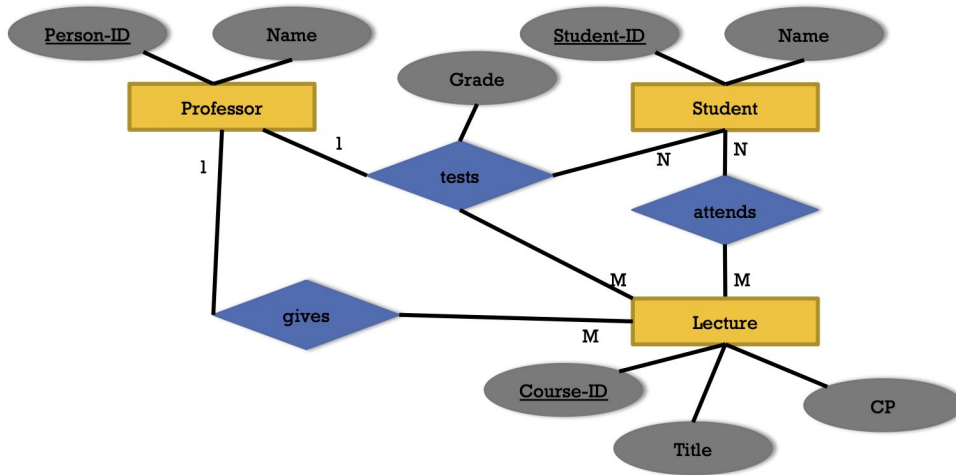 Person-ID
Name
Student-ID
Name
Grade
Professor
Student
1
1
N
N
tests
attends
M
M
gives
M
Lecture
Course-ID
CP
Title